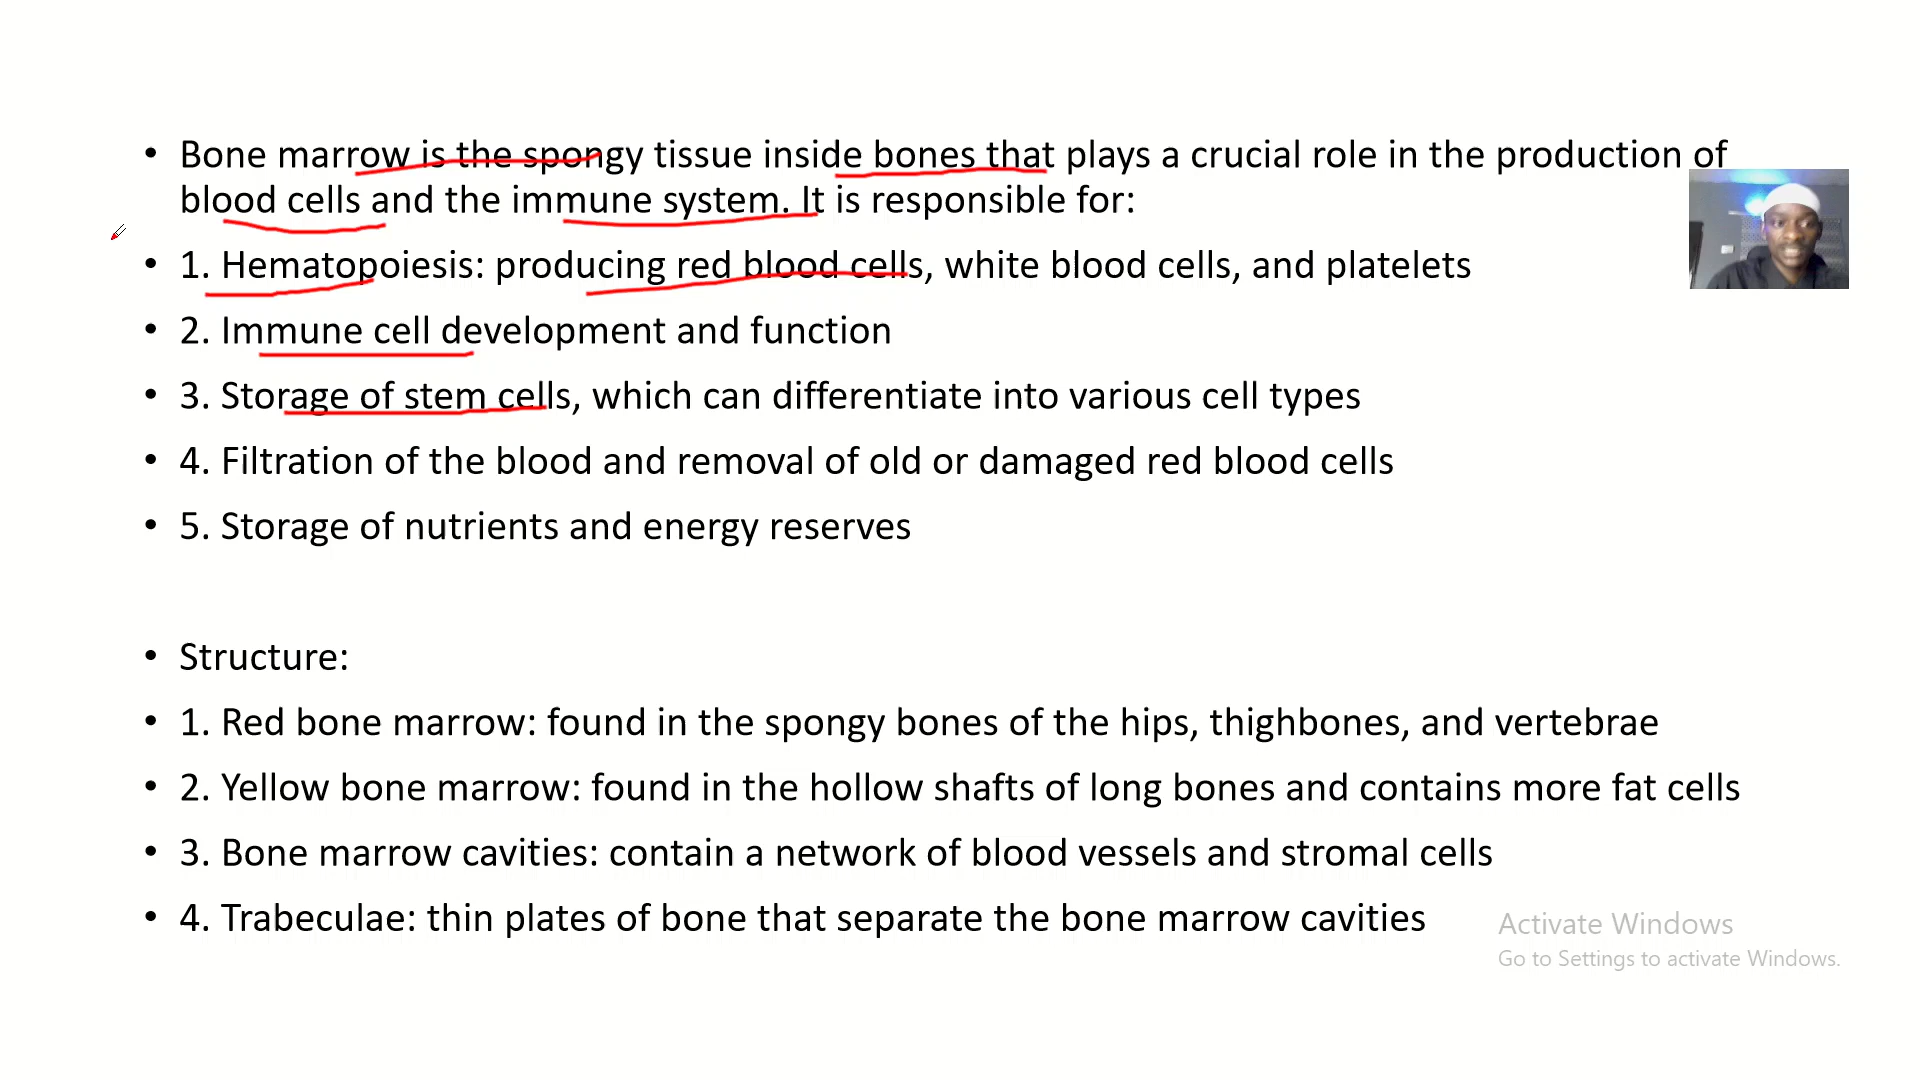 • Bone marrow is the spongy tissue inside bones that plays a crucial role in the production of
blood cells and the immune system. It is responsible for:
• 1. Hematopoiesis: producing red blood cells, white blood cells, and platelets
• 2. Immune cell development and function
• 3. Storage of stem cells, which can differentiate into various cell types
• 4. Filtration of the blood and removal of old or damaged red blood cells
• 5. Storage of nutrients and energy reserves
• Structure:
• 1. Red bone marrow: found in the spongy bones of the hips, thighbones, and vertebrae
• 2. Yellow bone marrow: found in the hollow shafts of long bones and contains more fat cells
• 3. Bone marrow cavities: contain a network of blood vessels and stromal cells
• 4. Trabeculae: thin plates of bone that separate the bone marrow cavities
Activate Windows
Go to Settings to activate Windows.